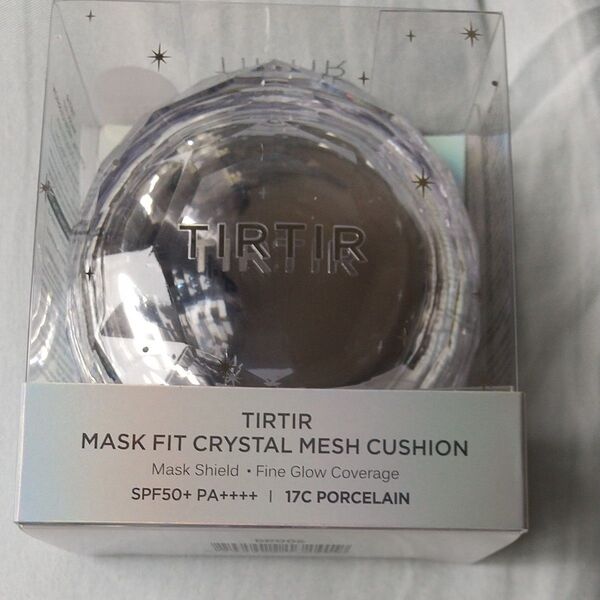 TIRTIR
TIRTIR
MASK FIT CRYSTAL MESH CUSHION
Mask Shield • Fine Glow Coverage
SPF50+ PA++++ | 17C PORCELAIN